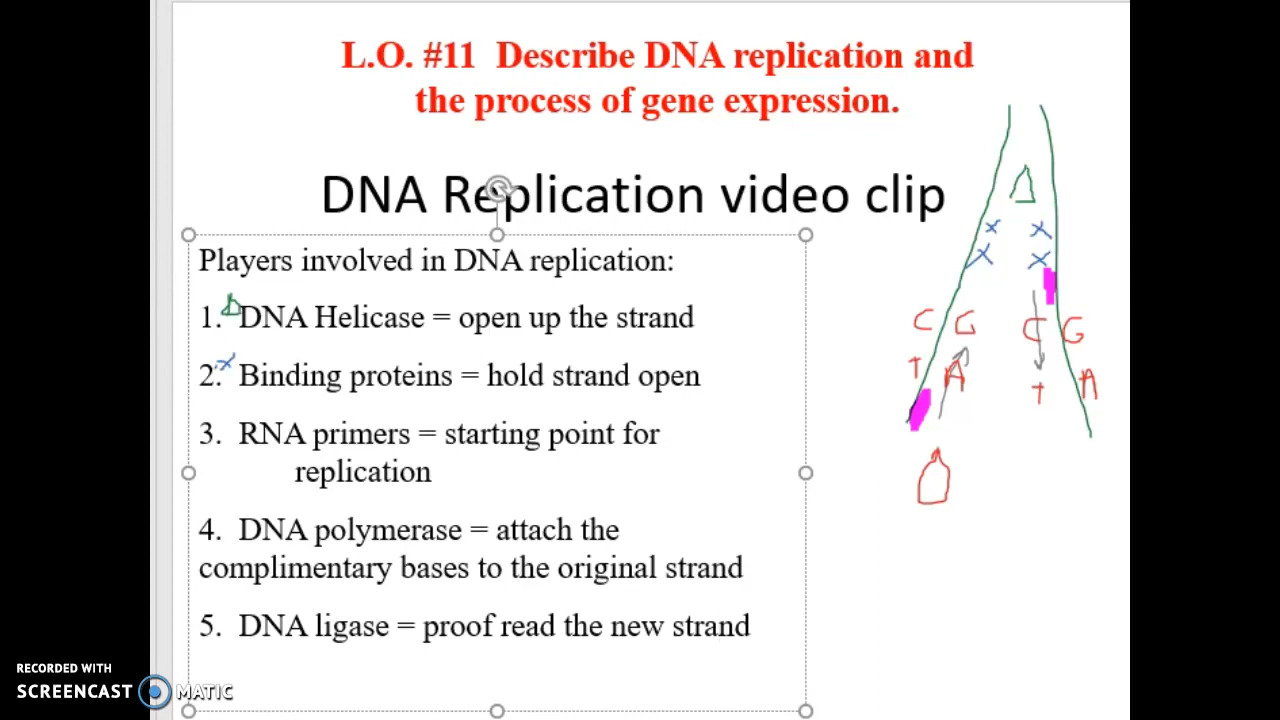 L.O. #11 Describe DNA replication and
the process of gene expression.
DNA Replication video clip
Players involved in DNA replication:
1. DNA Helicase = open up the strand
2. Binding proteins = hold strand open
3. RNA primers = starting point for
replication
4. DNA polymerase = attach the
complimentary bases to the original strand
5. DNA ligase = proof read the new strand
x x
x x
C G C G
T A T A
RECORDED WITH
SCREENCAST MATIC